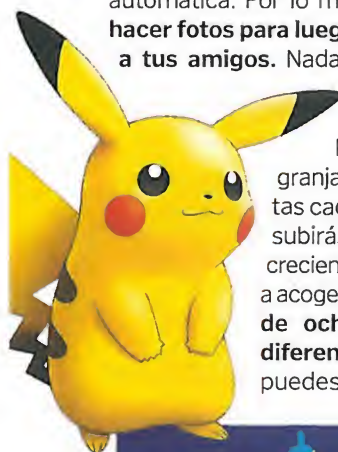 automática. Por lo m
hacer fotos para lueg
a tus amigos. Nada
granja
tas cae
subirá
crecien
a acoge
de och
diferen
puedes